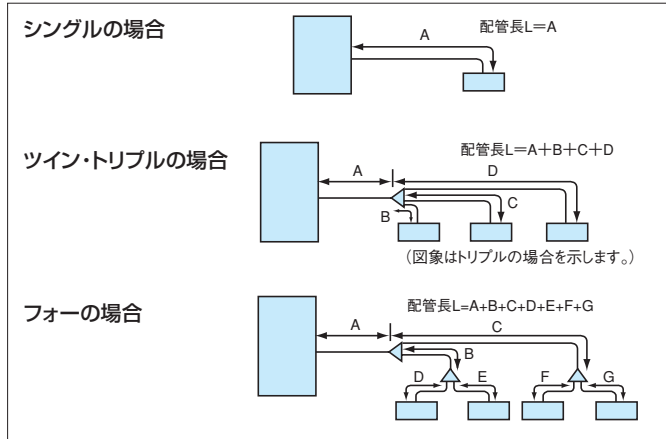 シングルの場合
配管長L=A
A
ツイン・トリプルの場合
配管長L=A+B+C+D
A
D
C
B
(図象はトリプルの場合を示します。)
フォーの場合
配管長L=A+B+C+D+E+F+G
A
C
B
D
E
F
G